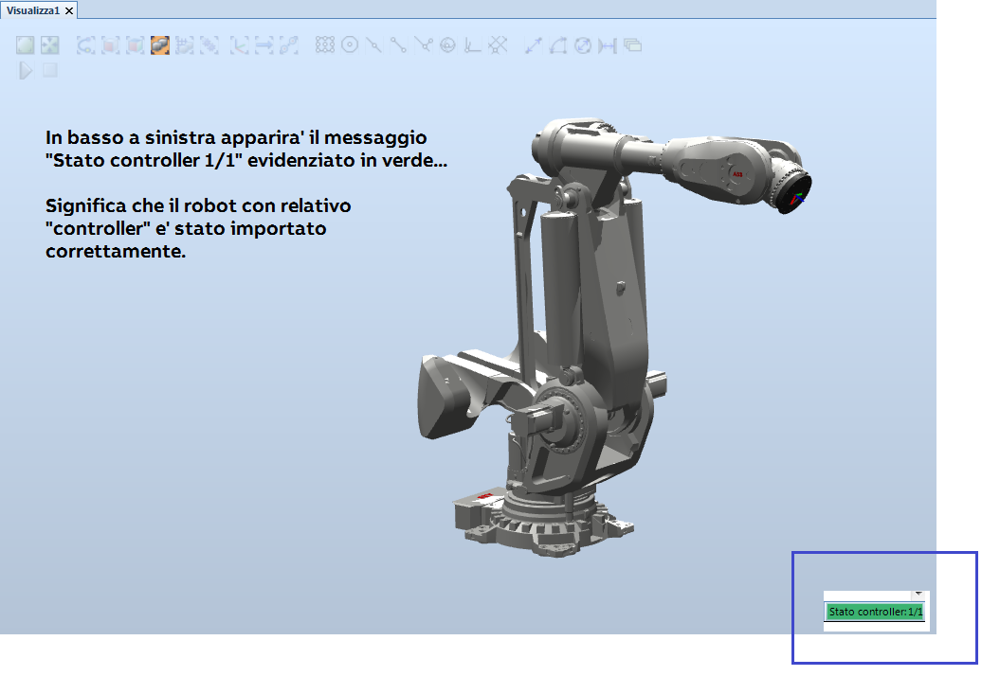 Visualizza1
In basso a sinistra apparira' il messaggio
"Stato controller 1/1" evidenziato in verde...
Significa che il robot con relativo
"controller" e' stato importato
correttamente.
ABB
Stato controller:1/1